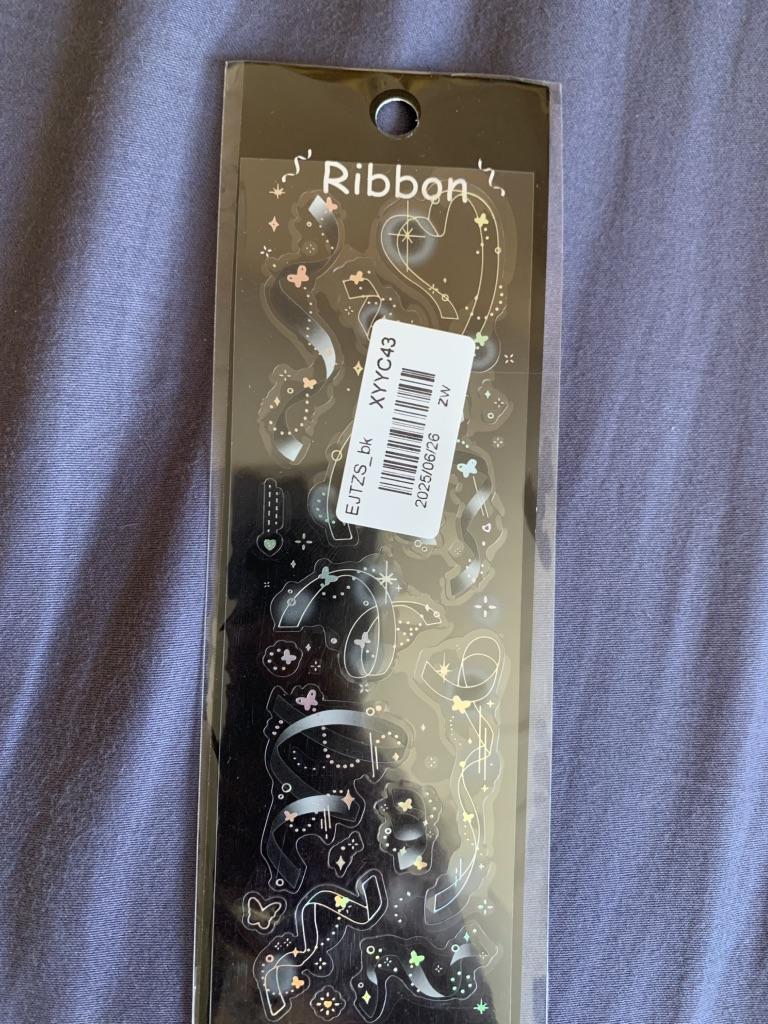 Ribbon
XYYC43
EJTZS_bk
zw
2025/06/26